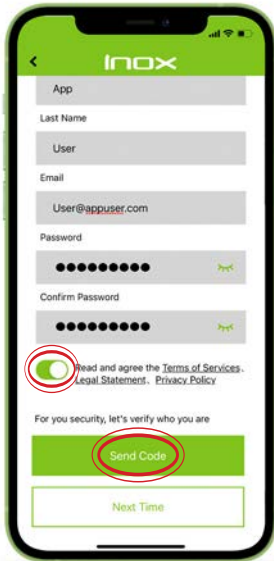 Inox
App
Last Name
User
Email
User@appuser.com
Password
●●●●●●●●●
Confirm Password
●●●●●●●●●
Read and agree the Terms of Services、
Legal Statement、 Privacy Policy
For you security, let's verify who you are
Send Code
Next Time